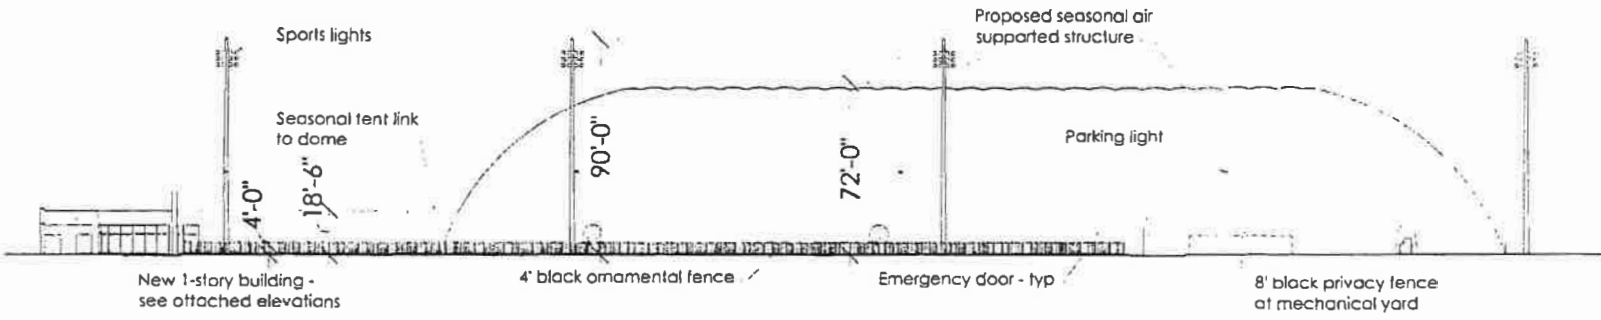 Sports lights
Proposed seasonal air
supported structure
Seasonal tent link
to dome
Parking light
4'-0"
18'-6"
90'-0"
72'-0"
New 1-story building -
see attached elevations
4' black ornamental fence
Emergency door - typ
8' black privacy fence
at mechanical yard